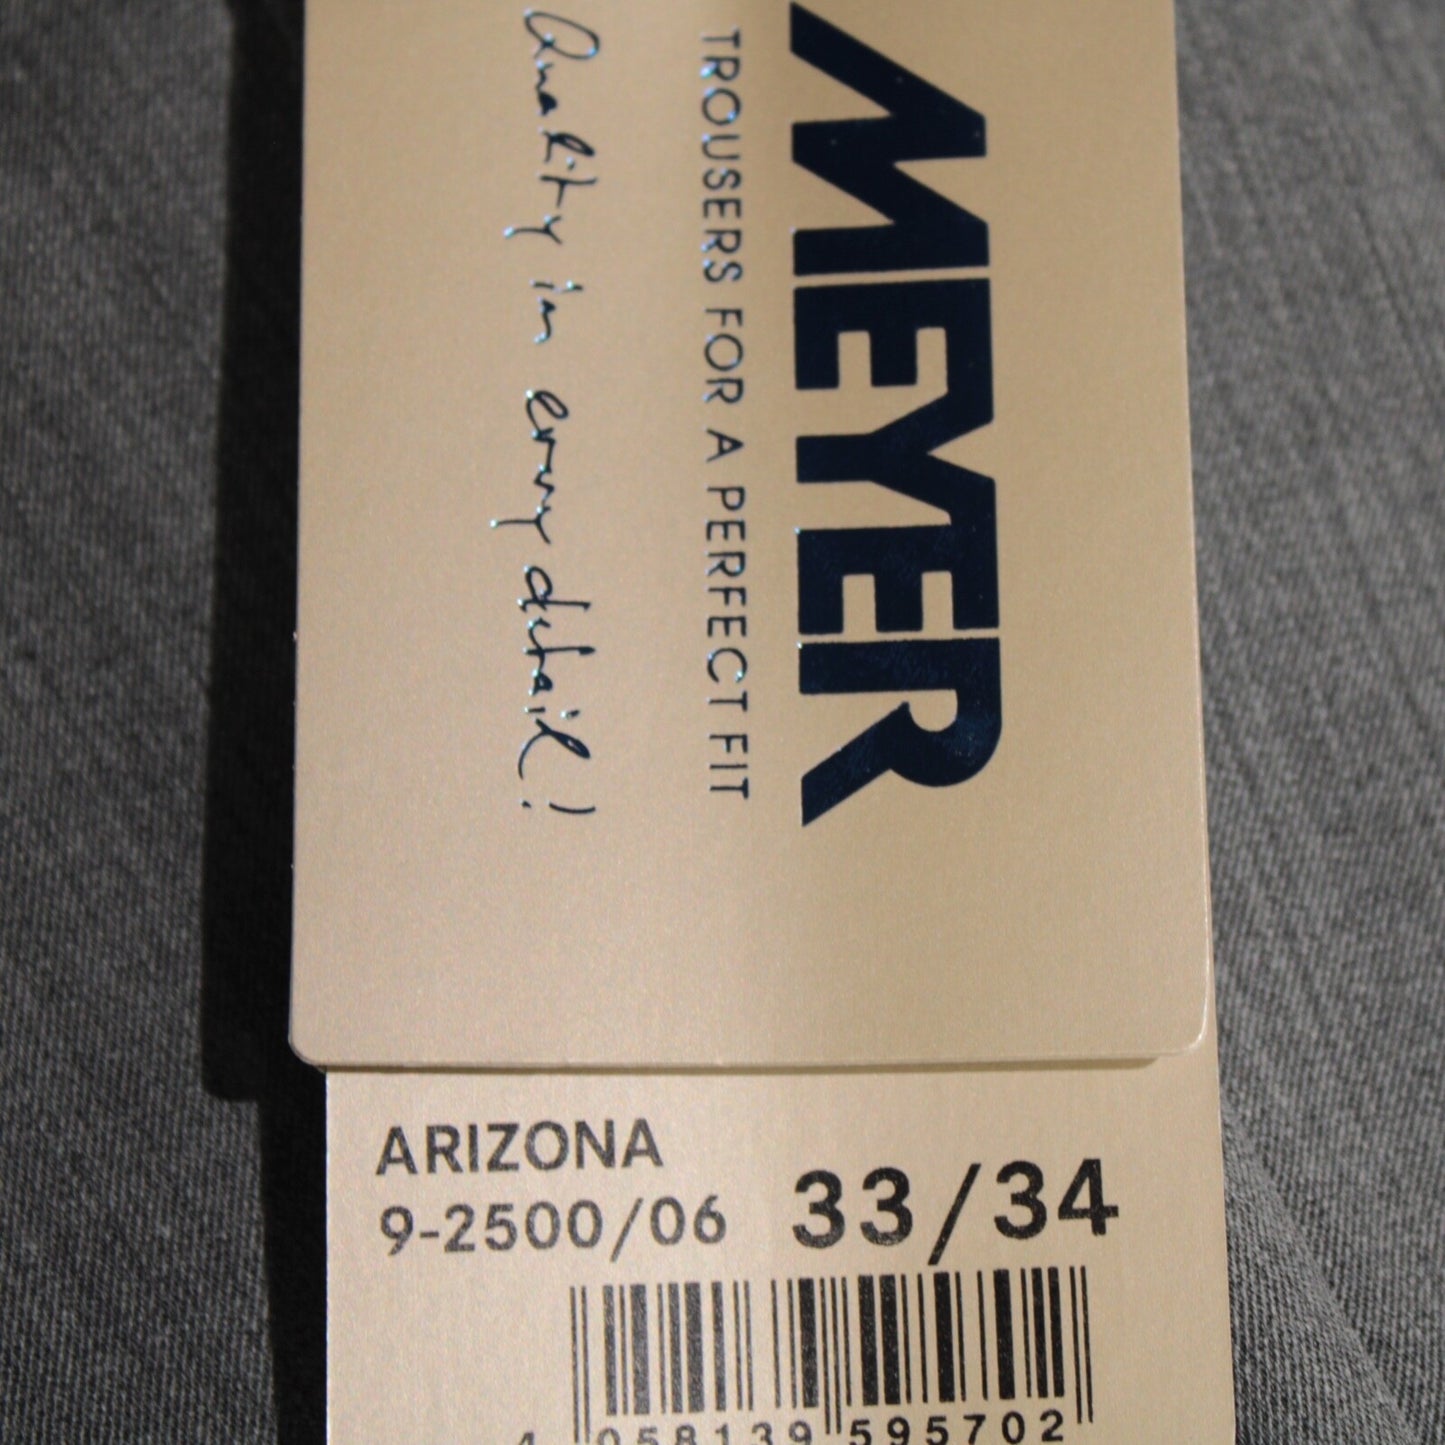 MEYER
TROUSERS FOR A PERFECT FIT
Quality in every detail!
ARIZONA
9-2500/06 33/34
4 058139 595702